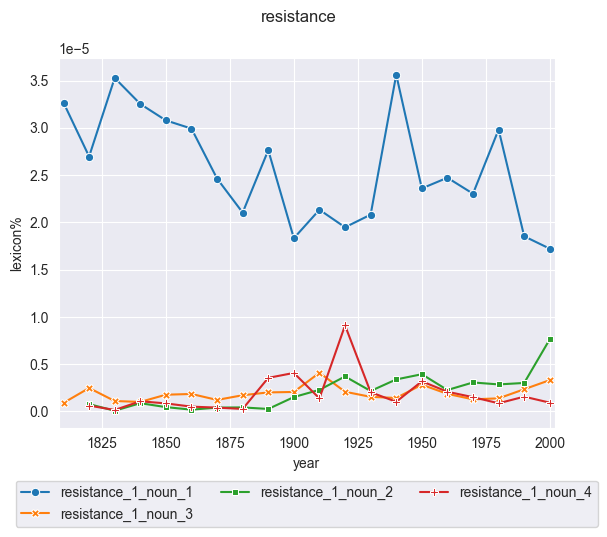 resistance
1e−5
3.5
3.0
2.5
2.0
1.5
1.0
0.5
0.0
lexicon%
1825 1850 1875 1900 1925 1950 1975 2000
year
resistance_1_noun_1 resistance_1_noun_2 resistance_1_noun_4
resistance_1_noun_3